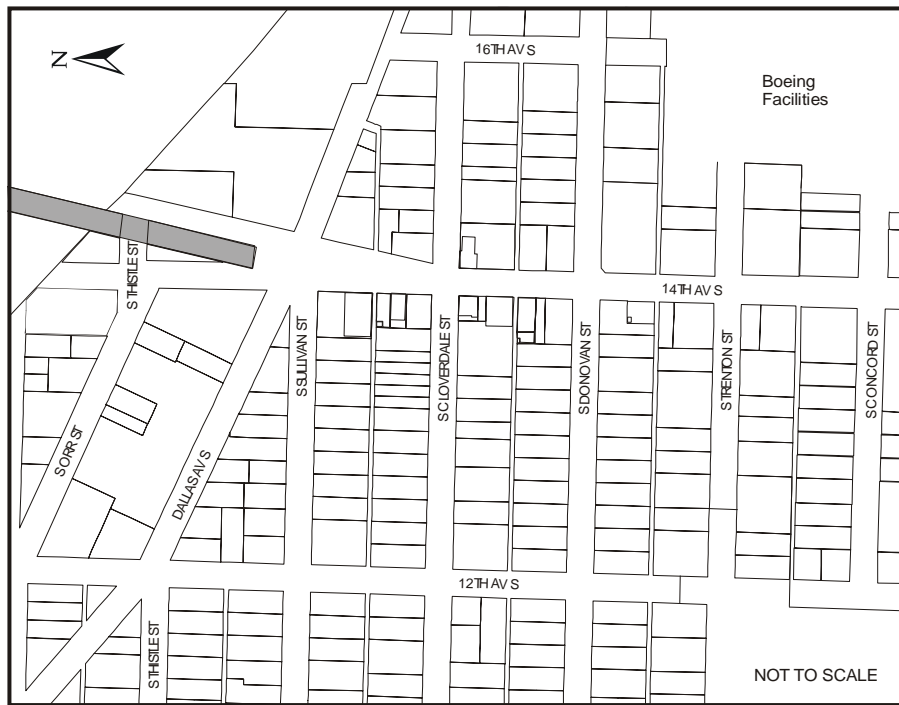 16TH AV S
N
Boeing
Facilities
S THISTLE ST
14TH AV S
S SULLIVAN ST
S CLOVERDALE ST
S DONOVAN ST
S TRENTON ST
S CONCORD ST
S ORR ST
DALLAS AV S
12TH AV S
S THISTLE ST
NOT TO SCALE